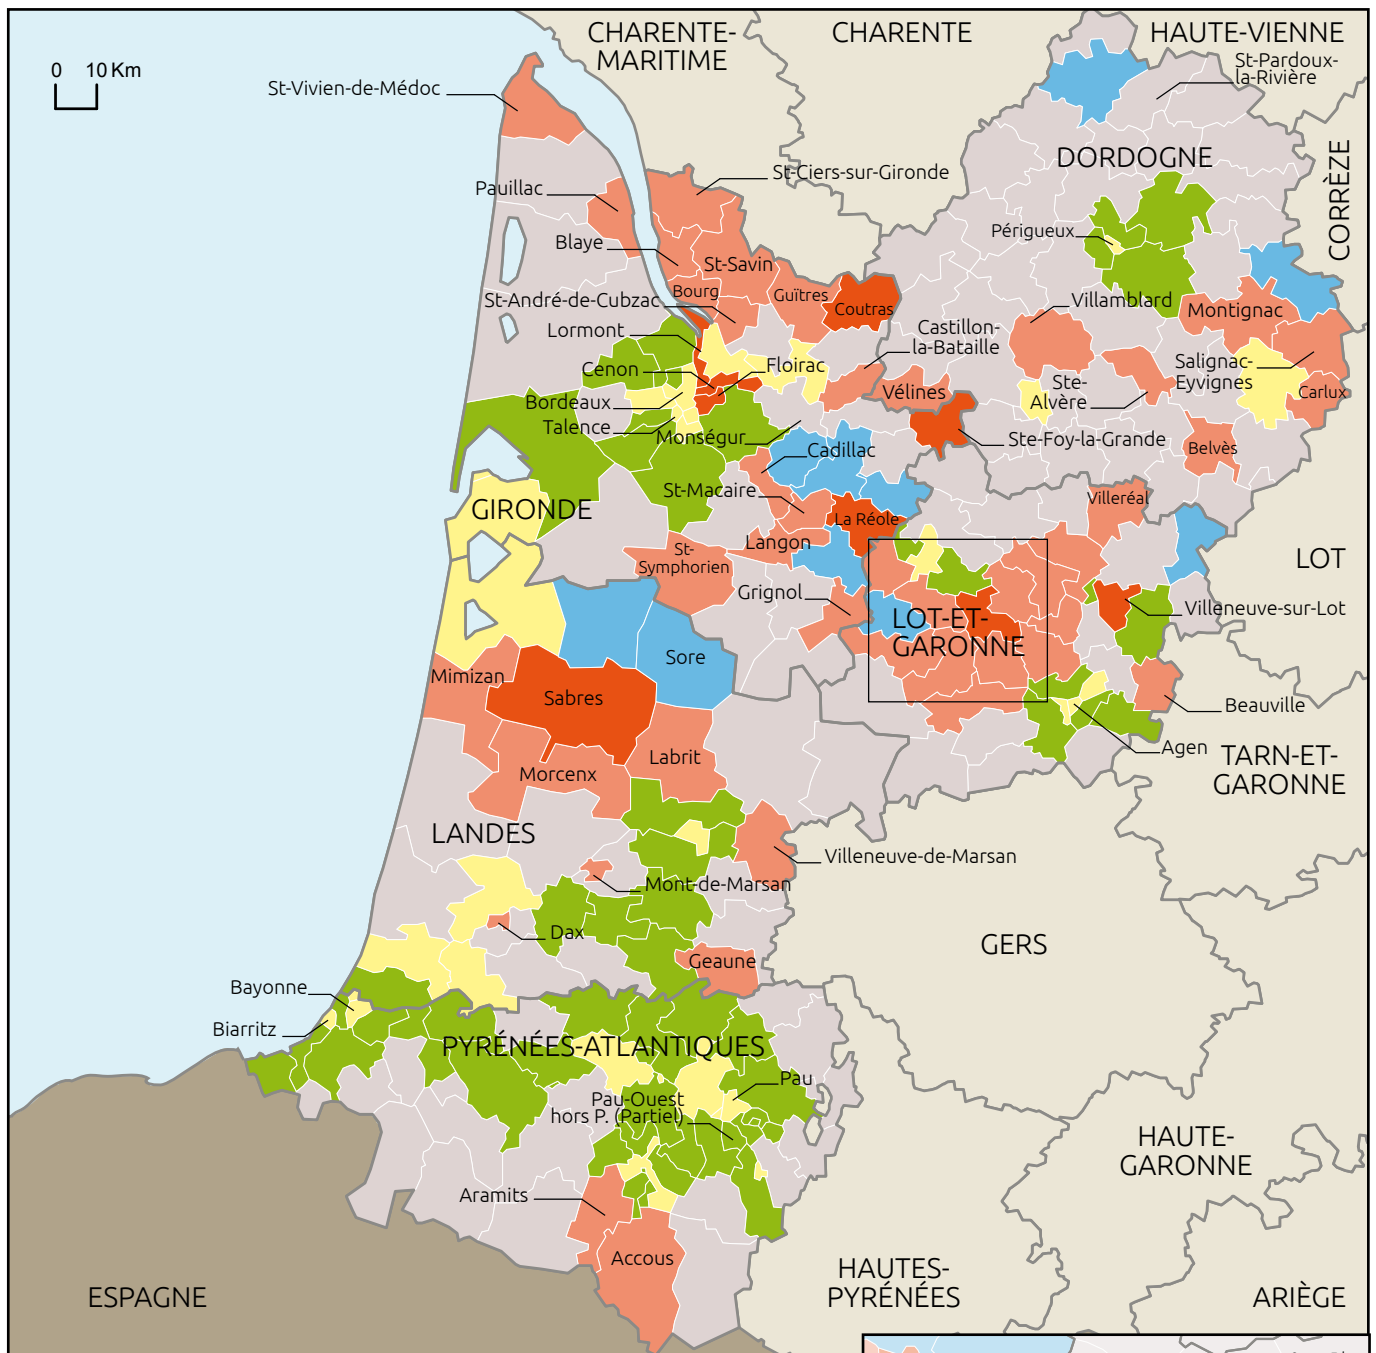 CHARENTE-
MARITIME
CHARENTE
HAUTE-VIENNE
0 10 Km
St-Vivien-de-Médoc
St-Pardoux-
la-Rivière
DORDOGNE
CORRÈZE
St-Ciers-sur-Gironde
Pauillac
Périgueux
Blaye
St-Savin
Bourg
Guîtres
St-André-de-Cubzac
Coutras
Villamblard
Montignac
Lormont
Castillon-
la-Bataille
Cenon
Floirac
Salignac-
Eyvignes
Ste-
Alvère
Vélines
Carlux
Bordeaux
Talence
Monségur
Ste-Foy-la-Grande
Cadillac
Belvès
St-Macaire
Villeréal
GIRONDE
La Réole
Langon
St-
Symphorien
LOT
Grignol
Villeneuve-sur-Lot
LOT-ET-
GARONNE
Sore
Mimizan
Sabres
Beauville
Agen
Labrit
TARN-ET-
GARONNE
Morcenx
LANDES
Villeneuve-de-Marsan
Mont-de-Marsan
Dax
GERS
Geaune
Bayonne
Biarritz
PYRÉNÉES-ATLANTIQUES
Pau
Pau-Ouest
hors P. (Partiel)
HAUTE-
GARONNE
Aramits
Accous
HAUTES-
PYRÉNÉES
ESPAGNE
ARIÈGE